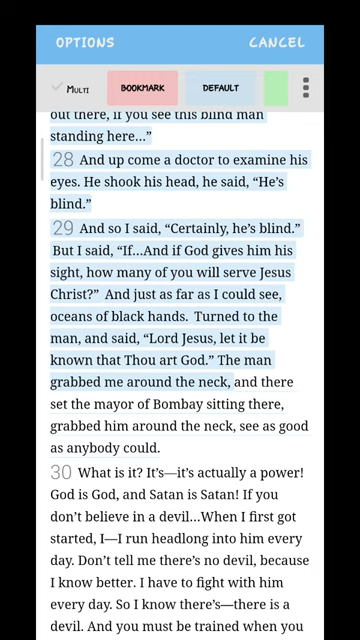 OPTIONS CANCEL
Multi BOOKMARK DEFAULT
out there, if you see this blind man
standing here…”
28 And up come a doctor to examine his
eyes. He shook his head, he said, “He’s
blind.”
29 And so I said, “Certainly, he’s blind.”
But I said, “If…And if God gives him his
sight, how many of you will serve Jesus
Christ?” And just as far as I could see,
oceans of black hands. Turned to the
man, and said, “Lord Jesus, let it be
known that Thou art God.” The man
grabbed me around the neck, and there
set the mayor of Bombay sitting there,
grabbed him around the neck, see as good
as anybody could.
30 What is it? It’s—it’s actually a power!
God is God, and Satan is Satan! If you
don’t believe in a devil…When I first got
started, I—I run headlong into him every
day. Don’t tell me there’s no devil, because
I know better. I have to fight with him
every day. So I know there’s—there is a
devil. And you must be trained when you